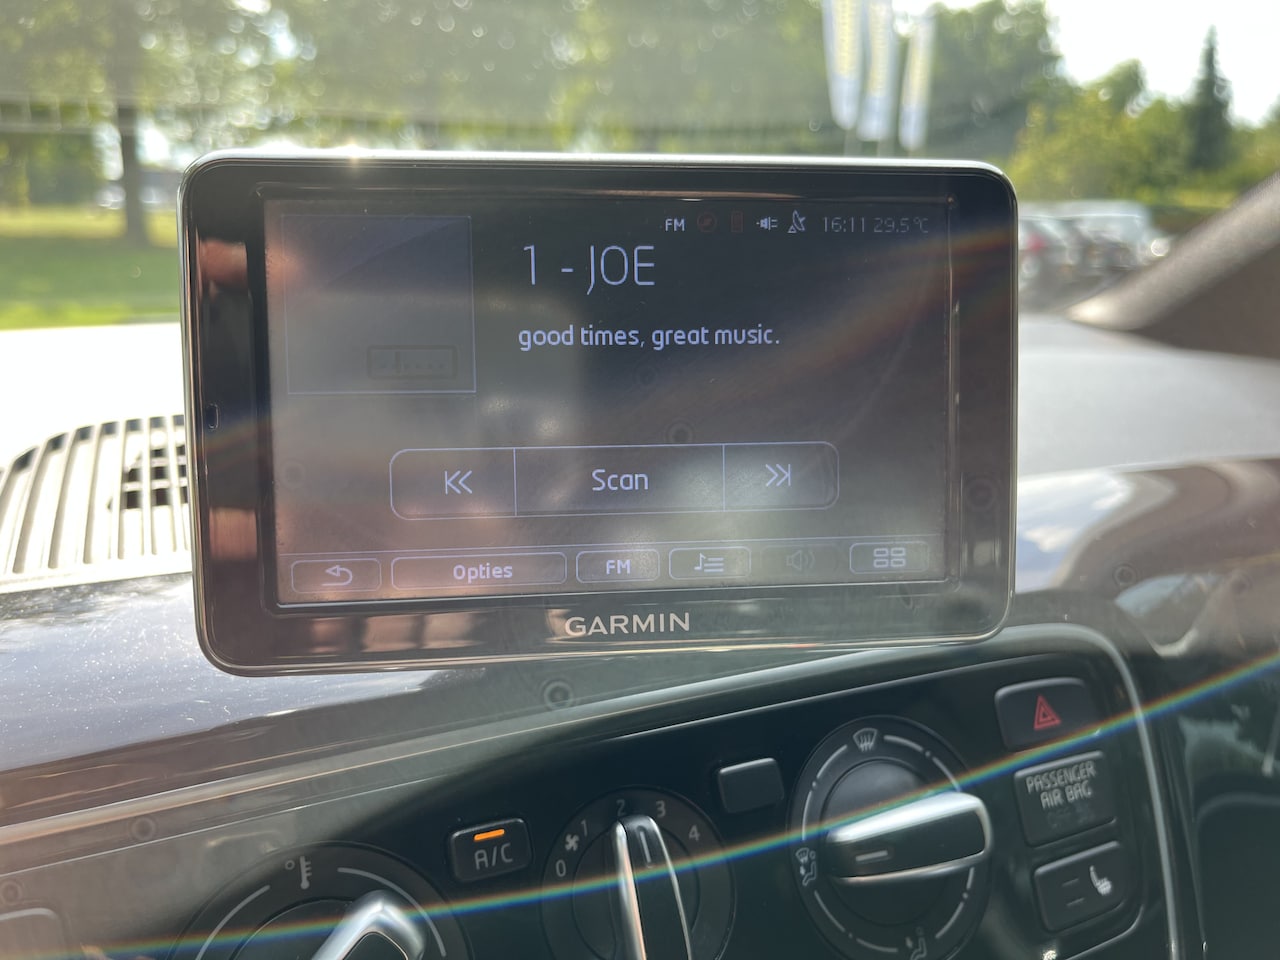 FM 16:11 29.5°C
1 - JOE
good times, great music.
Scan
Opties FM
GARMIN
A/C
0 1 2 3 4
PASSENGER
AIR BAG